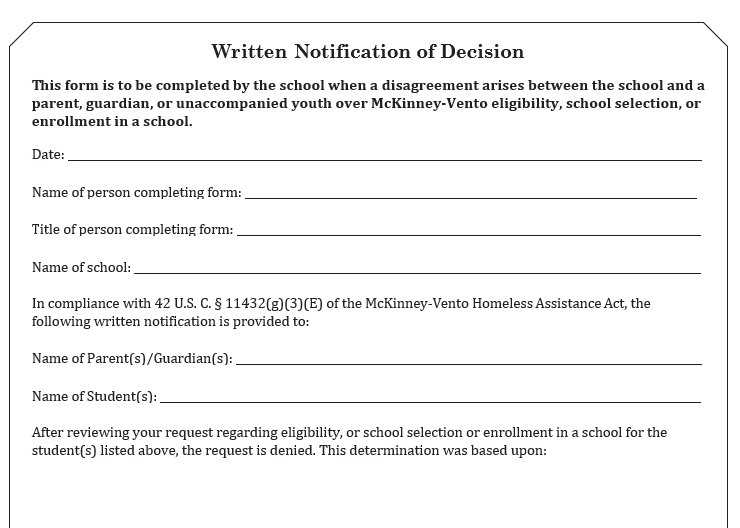 Written Notification of Decision
This form is to be completed by the school when a disagreement arises between the school and a
parent, guardian, or unaccompanied youth over McKinney-Vento eligibility, school selection, or
enrollment in a school.
Date:
Name of person completing form:
Title of person completing form:
Name of school:
In compliance with 42 U.S. C. § 11432(g)(3)(E) of the McKinney-Vento Homeless Assistance Act, the
following written notification is provided to:
Name of Parent(s)/Guardian(s):
Name of Student(s):
After reviewing your request regarding eligibility, or school selection or enrollment in a school for the
student(s) listed above, the request is denied. This determination was based upon: